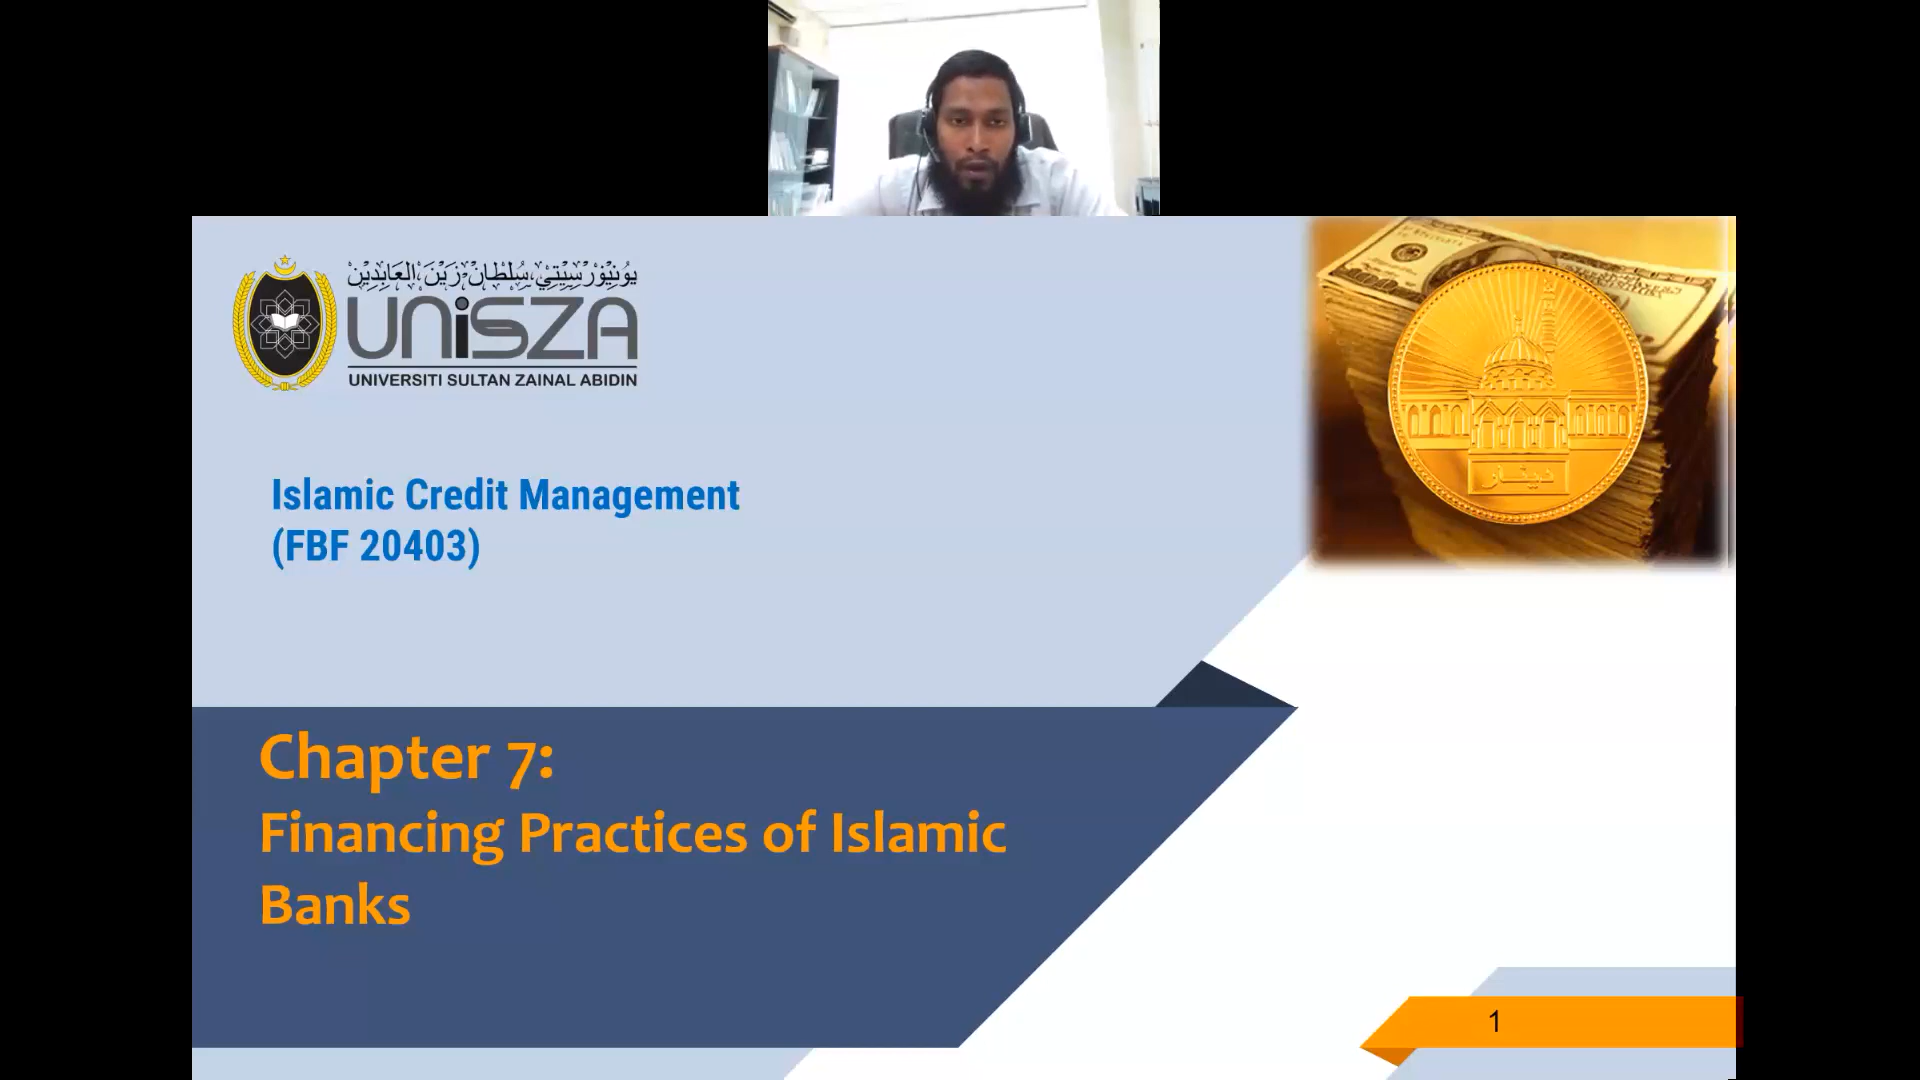 يونيۏرسيتي سلطان زين العابدين
UNiSZA
UNIVERSITI SULTAN ZAINAL ABIDIN
Islamic Credit Management
(FBF 20403)
دينار
Chapter 7:
Financing Practices of Islamic
Banks
1